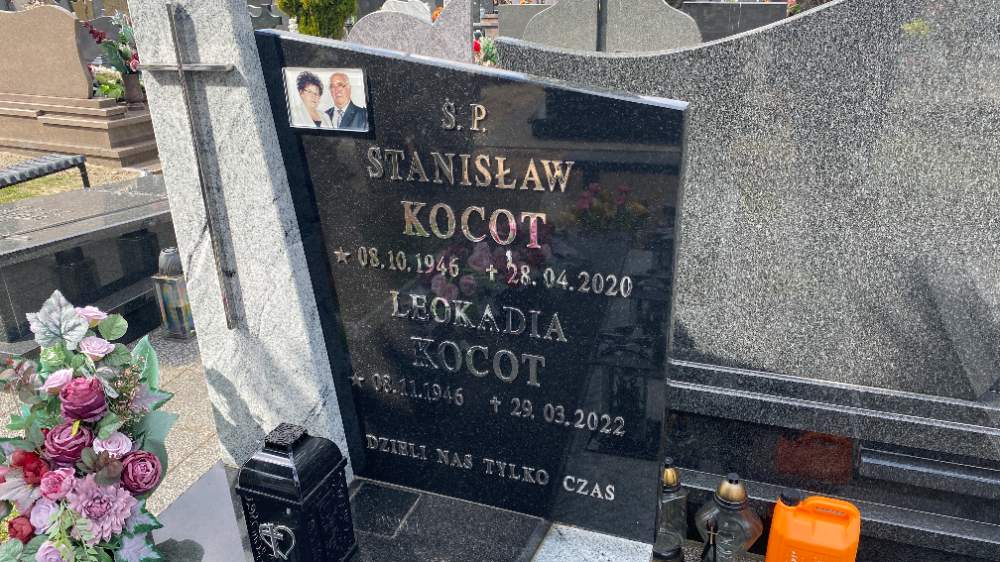 Ś. P.
STANISŁAW
KOCOT
★ 08.10.1946 ✝ 28.04.2020
LEOKADIA
KOCOT
★ 08.11.1946 ✝ 29.03.2022
DZIELI NAS TYLKO CZAS